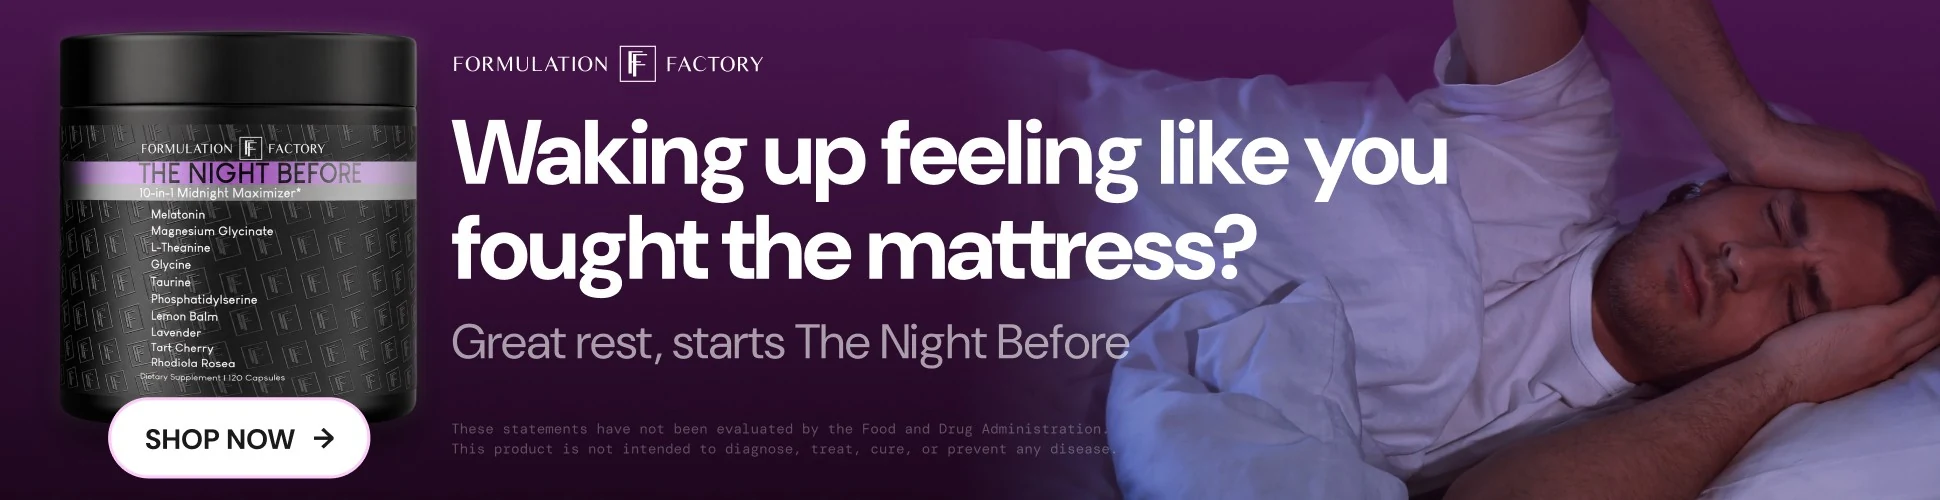 FORMULATION FF FACTORY
THE NIGHT BEFORE
10-in-1 Midnight Maximizer*
Melatonin
Magnesium Glycinate
L-Theanine
Glycine
Taurine
Phosphatidylserine
Lemon Balm
Lavender
Tart Cherry
Rhodiola Rosea
Dietary Supplement | 120 Capsules
SHOP NOW →
FORMULATION FF FACTORY
Waking up feeling like you
fought the mattress?
Great rest, starts The Night Before
These statements have not been evaluated by the Food and Drug Administration.
This product is not intended to diagnose, treat, cure, or prevent any disease.